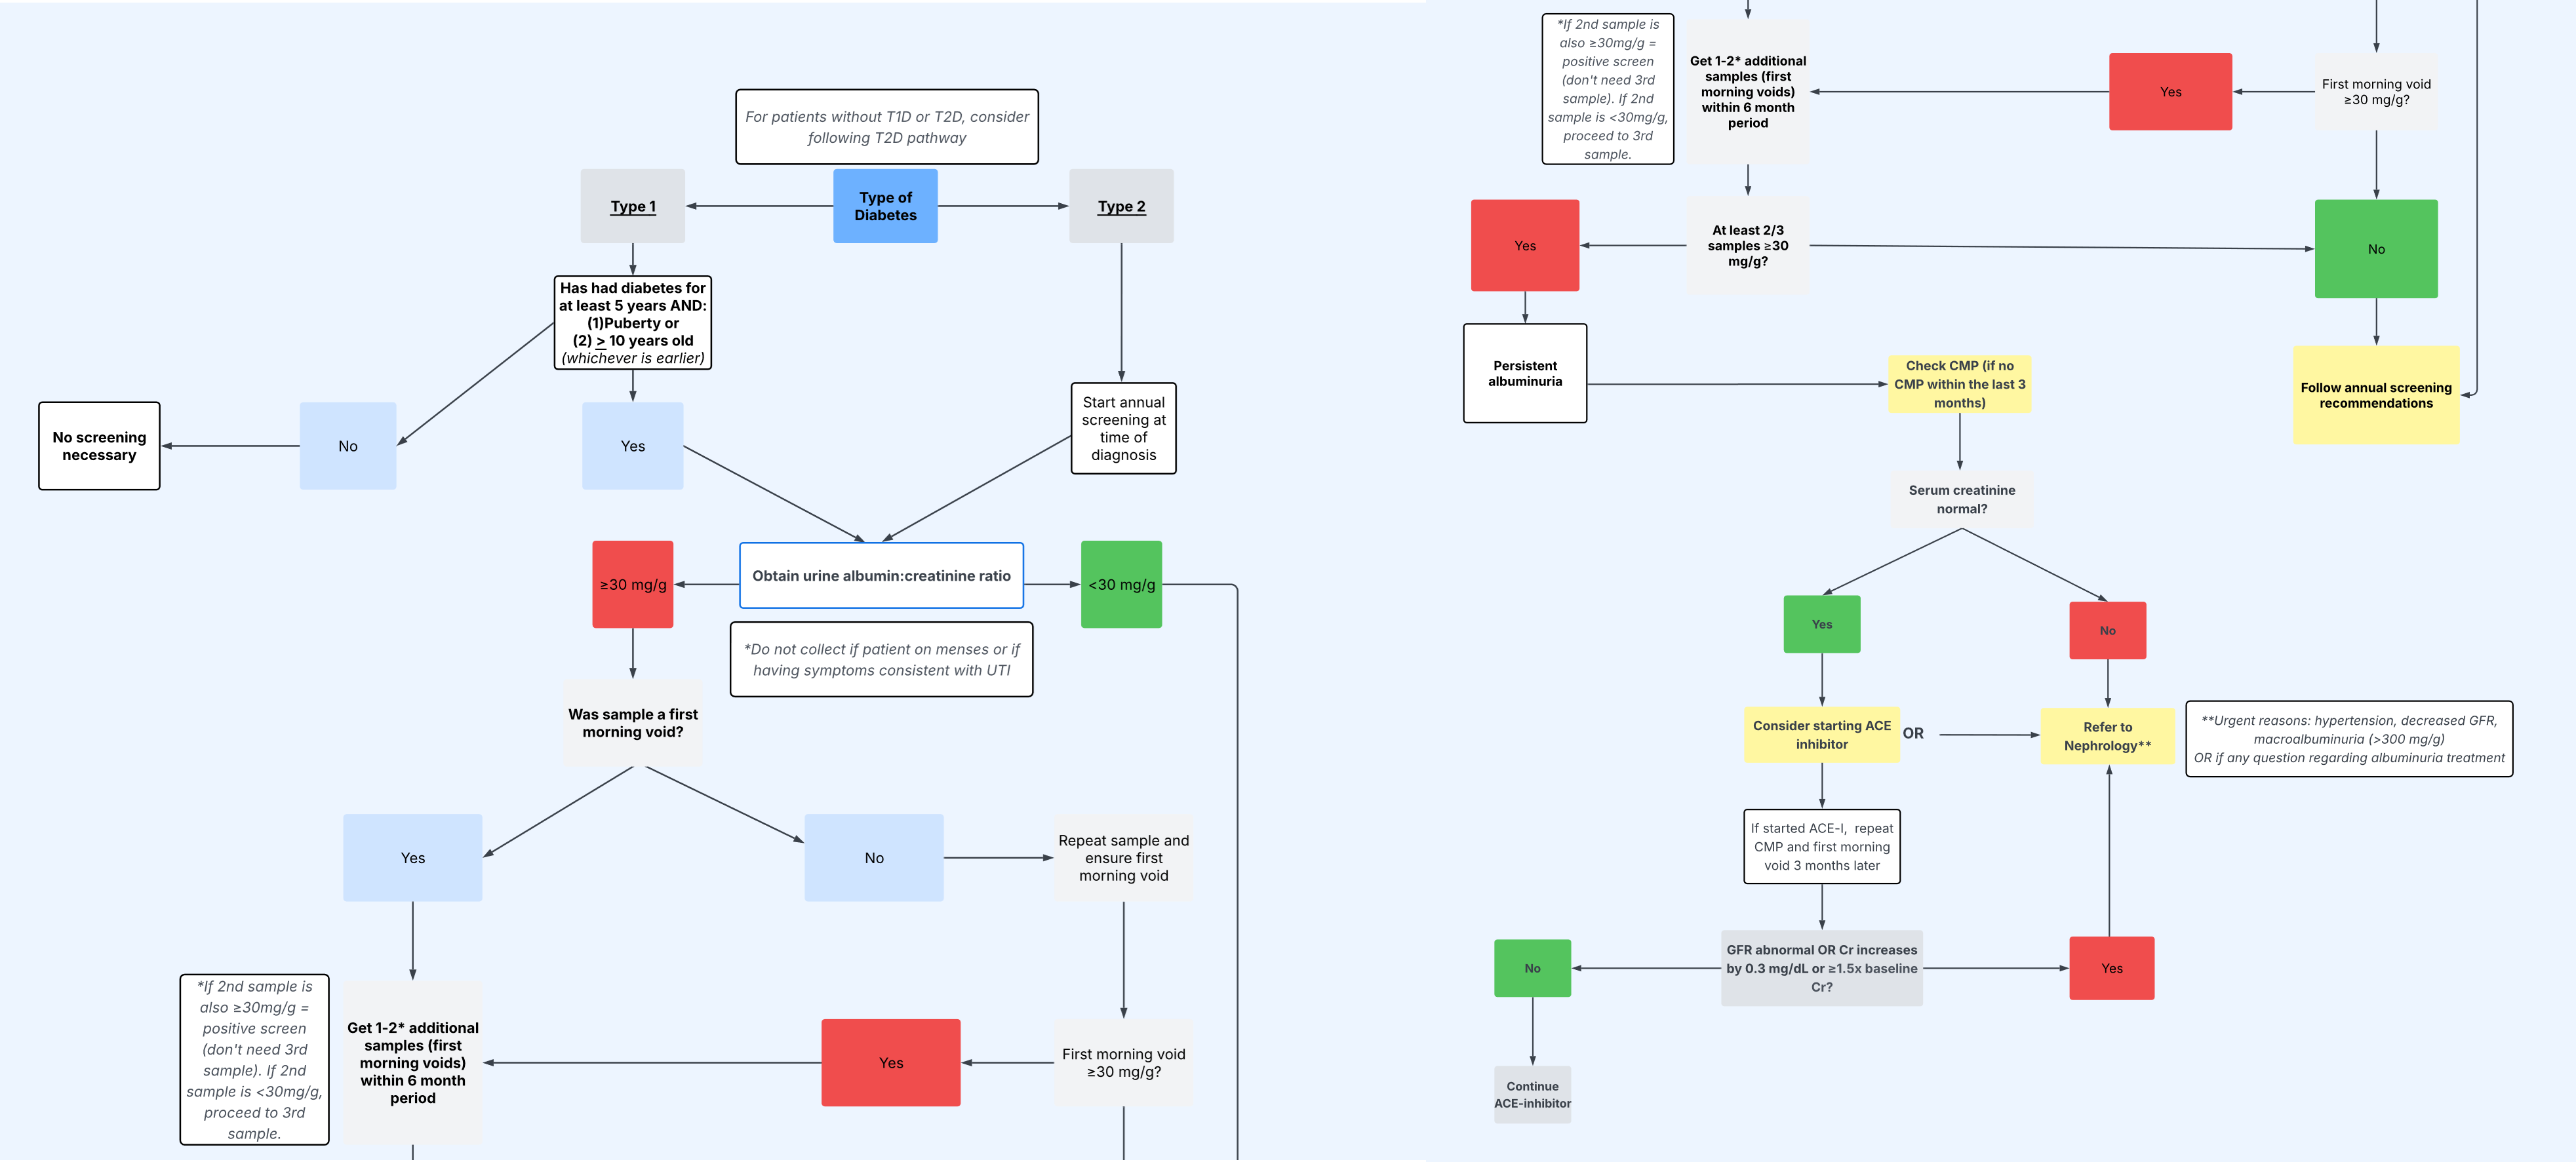 For patients without T1D or T2D, consider
following T2D pathway
Type 1
Type of
Diabetes
Type 2
Has had diabetes for
at least 5 years AND:
(1)Puberty or
(2) > 10 years old
(whichever is earlier)
Start annual
screening at
time of
diagnosis
No screening
necessary
No
Yes
≥30 mg/g
Obtain urine albumin:creatinine ratio
<30 mg/g
*Do not collect if patient on menses or if
having symptoms consistent with UTI
Was sample a first
morning void?
Yes
No
Repeat sample and
ensure first
morning void
*If 2nd sample is
also ≥30mg/g =
positive screen
(don't need 3rd
sample). If 2nd
sample is <30mg/g,
proceed to 3rd
sample.
Get 1-2* additional
samples (first
morning voids)
within 6 month
period
Yes
First morning void
≥30 mg/g?
*If 2nd sample is
also ≥30mg/g =
positive screen
(don't need 3rd
sample). If 2nd
sample is <30mg/g,
proceed to 3rd
sample.
Get 1-2* additional
samples (first
morning voids)
within 6 month
period
Yes
First morning void
≥30 mg/g?
Yes
At least 2/3
samples ≥30
mg/g?
No
Persistent
albuminuria
Check CMP (if no
CMP within the last 3
months)
Follow annual screening
recommendations
Serum creatinine
normal?
Yes
No
Consider starting ACE
inhibitor
OR
Refer to
Nephrology**
**Urgent reasons: hypertension, decreased GFR,
macroalbuminuria (>300 mg/g)
OR if any question regarding albuminuria treatment
If started ACE-I, repeat
CMP and first morning
void 3 months later
No
GFR abnormal OR Cr increases
by 0.3 mg/dL or ≥1.5x baseline
Cr?
Yes
Continue
ACE-inhibitor